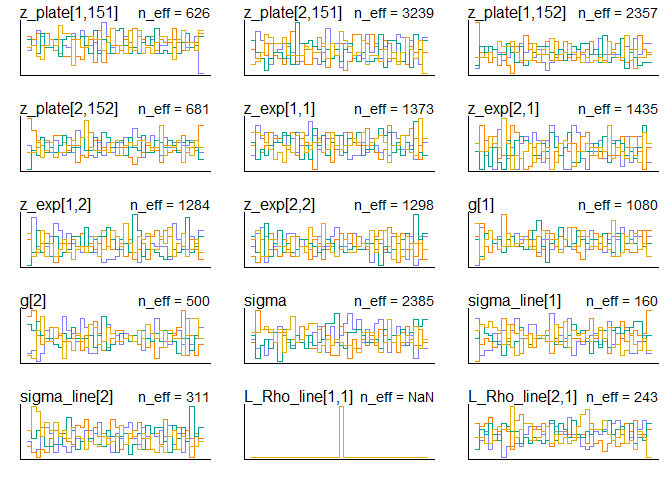 z_plate[1,151] n_eff = 626 z_plate[2,151] n_eff = 3239 z_plate[1,152] n_eff = 2357
z_plate[2,152] n_eff = 681 z_exp[1,1] n_eff = 1373 z_exp[2,1] n_eff = 1435
z_exp[1,2] n_eff = 1284 z_exp[2,2] n_eff = 1298 g[1] n_eff = 1080
g[2] n_eff = 500 sigma n_eff = 2385 sigma_line[1] n_eff = 160
sigma_line[2] n_eff = 311 L_Rho_line[1,1] n_eff = NaN L_Rho_line[2,1] n_eff = 243